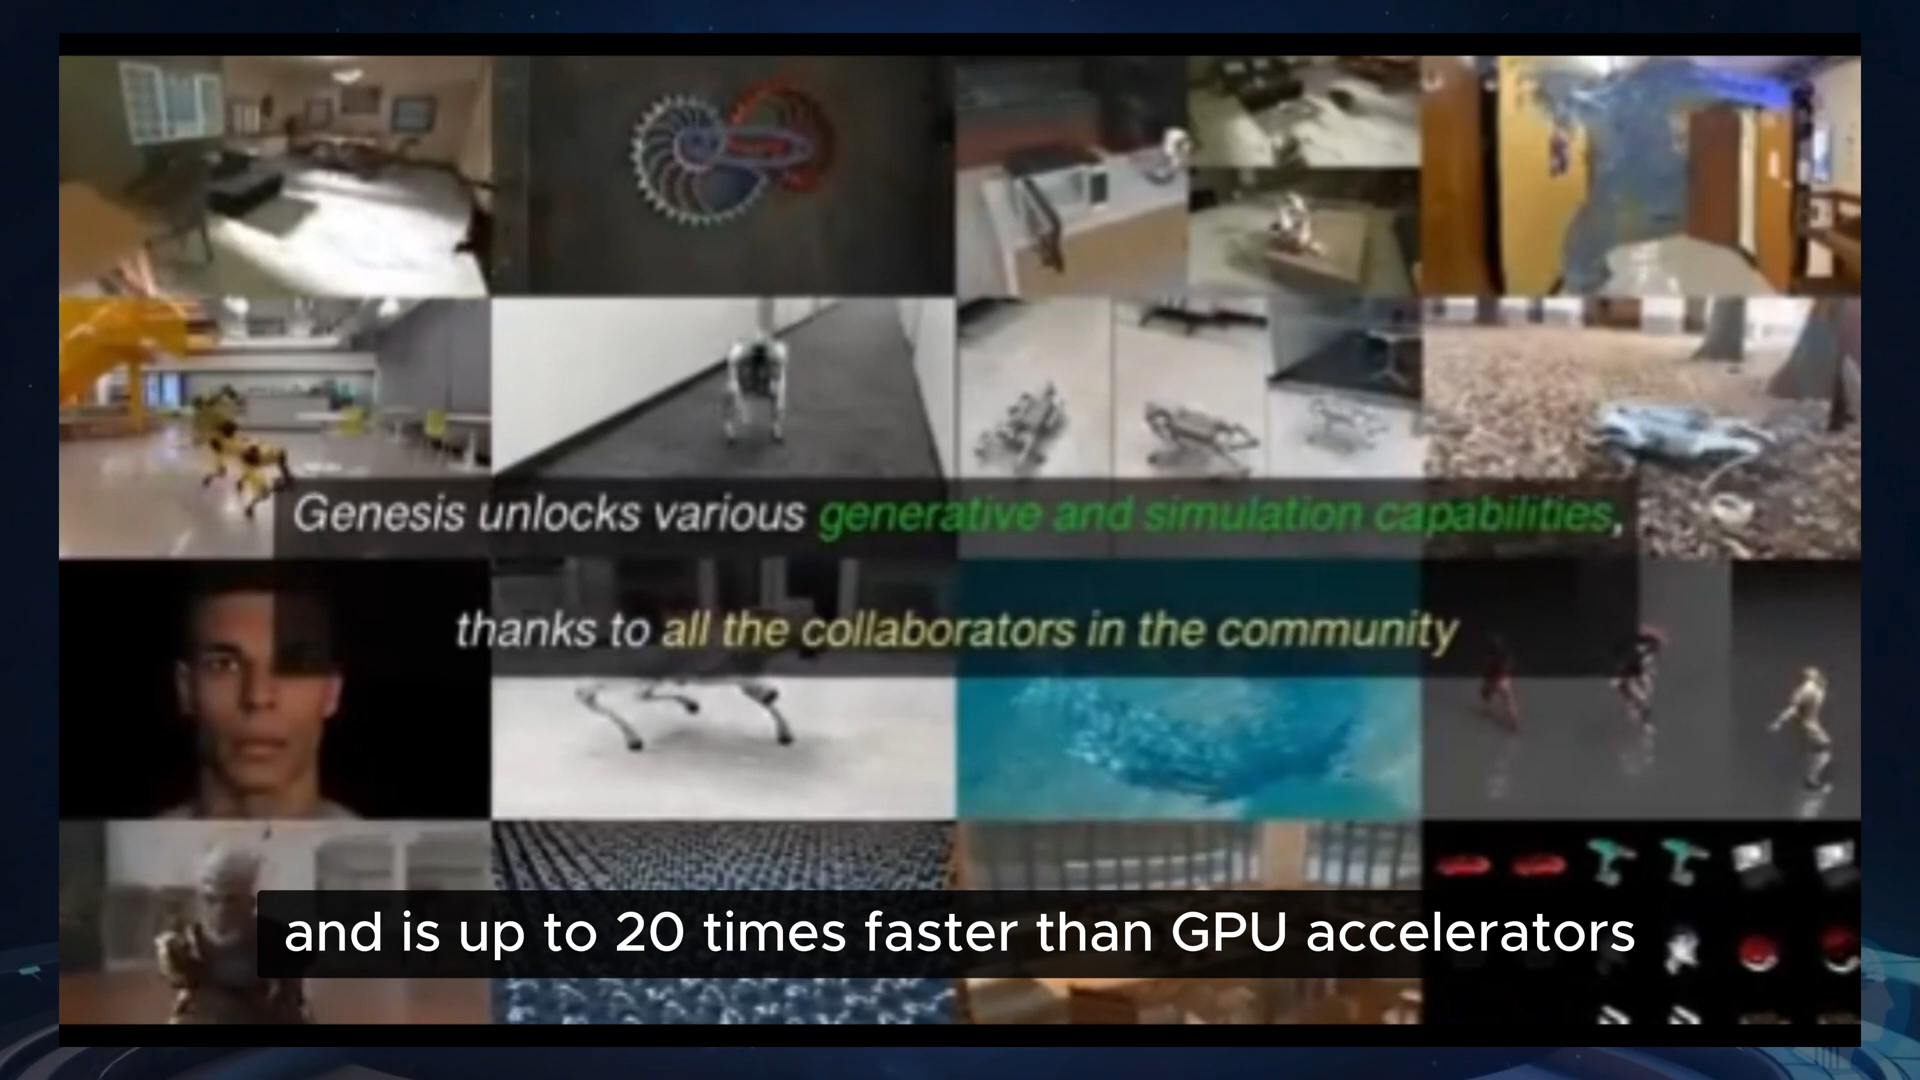 Genesis unlocks various generative and simulation capabilities,
thanks to all the collaborators in the community
and is up to 20 times faster than GPU accelerators